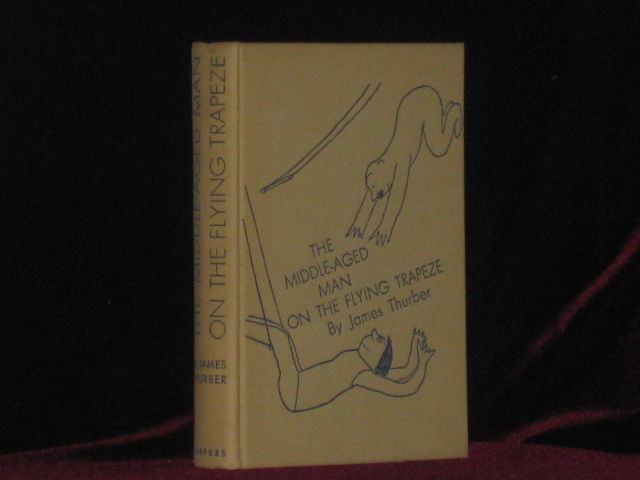 THE
MIDDLE-AGED
MAN
ON THE FLYING TRAPEZE
By James Thurber
THE MIDDLE-AGED MAN
ON THE FLYING TRAPEZE
JAMES
THURBER
HARPERS